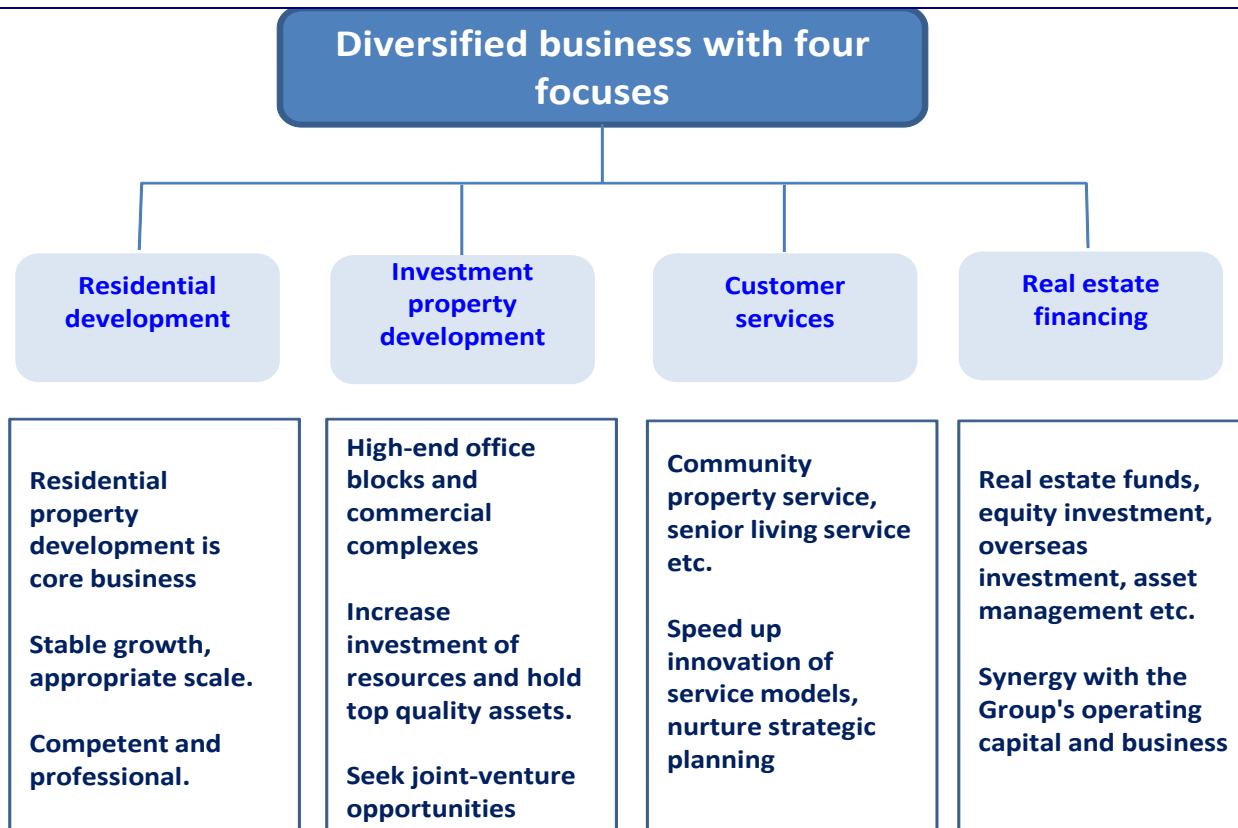 Diversified business with four
focuses
Residential
development
Investment
property
development
Customer
services
Real estate
financing
Residential
property
development is
core business
Stable growth,
appropriate scale.
Competent and
professional.
High-end office
blocks and
commercial
complexes
Increase
investment of
resources and hold
top quality assets.
Seek joint-venture
opportunities
Community
property service,
senior living service
etc.
Speed up
innovation of
service models,
nurture strategic
planning
Real estate funds,
equity investment,
overseas
investment, asset
management etc.
Synergy with the
Group's operating
capital and business